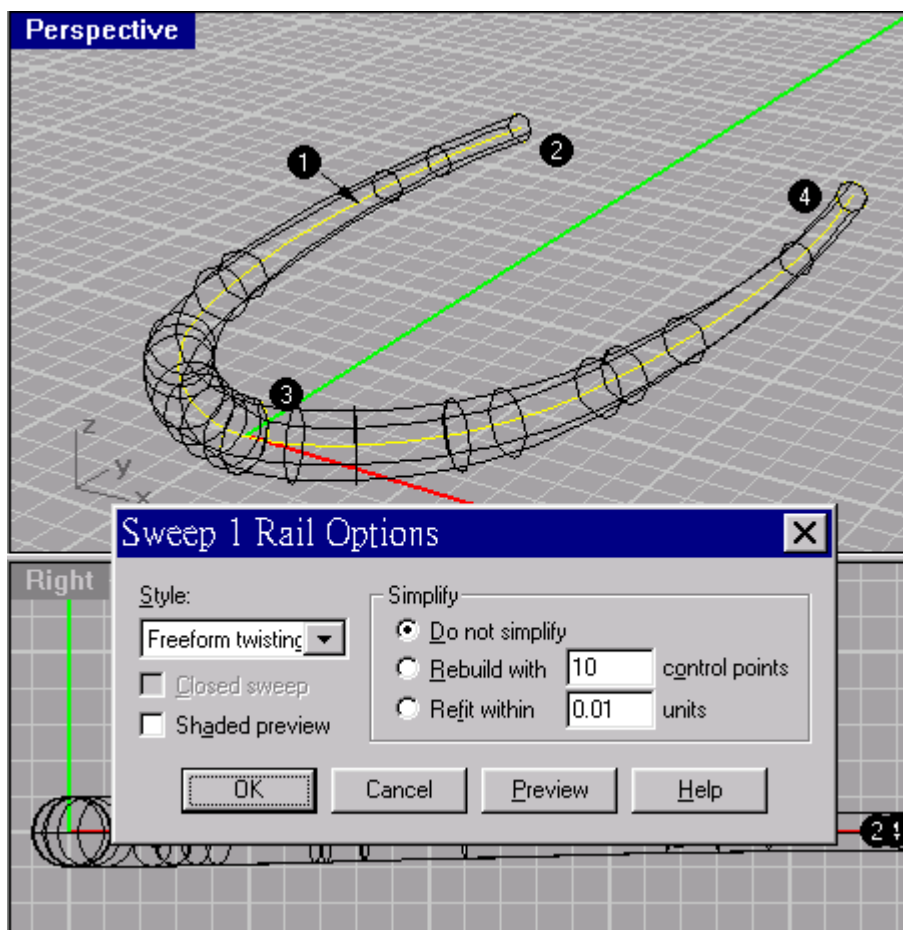 Perspective
1
2
4
3
z
y
x
Sweep 1 Rail Options
Right
Style:
Freeform twisting
Closed sweep
Shaded preview
Simplify
Do not simplify
Rebuild with 10 control points
Refit within 0.01 units
OK Cancel Preview Help
2 4